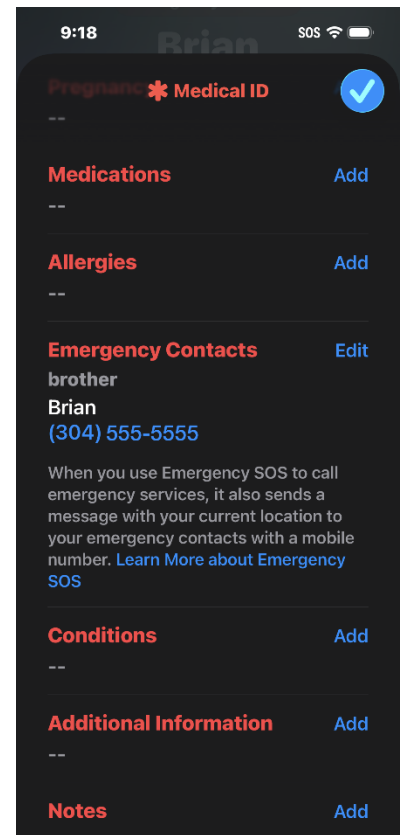 9:18
SOS
Brian
Pregnancy
Medical ID
--
Medications Add
--
Allergies Add
--
Emergency Contacts Edit
brother
Brian
(304) 555-5555
When you use Emergency SOS to call
emergency services, it also sends a
message with your current location to
your emergency contacts with a mobile
number. Learn More about Emergency
SOS
Conditions Add
--
Additional Information Add
--
Notes Add